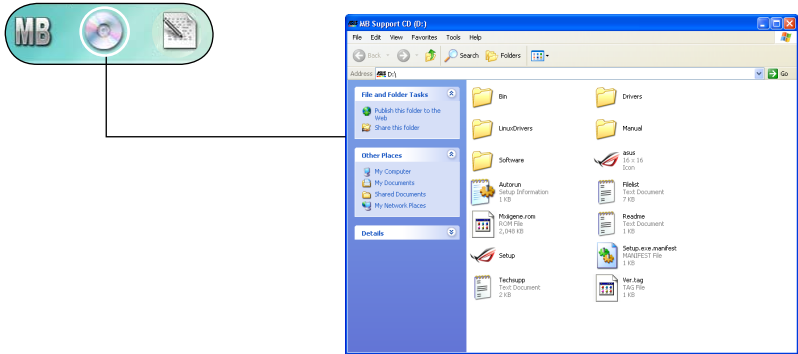 MB
MB Support CD (D:)
File Edit View Favorites Tools Help
Back Search Folders
Address D:\ Go
File and Folder Tasks
Publish this folder to the
Web
Share this folder
Other Places
My Computer
My Documents
Shared Documents
My Network Places
Details
Bin
Drivers
LinuxDrivers
Manual
Software
asus
16 x 16
Icon
Autorun
Setup Information
1 KB
Filelist
Text Document
7 KB
ROM File
2,048 KB
Readme
Text Document
1 KB
Setup
Setup.exe.manifest
MANIFEST File
1 KB
Techsupp
Text Document
2 KB
Ver.tag
TAG File
1 KB